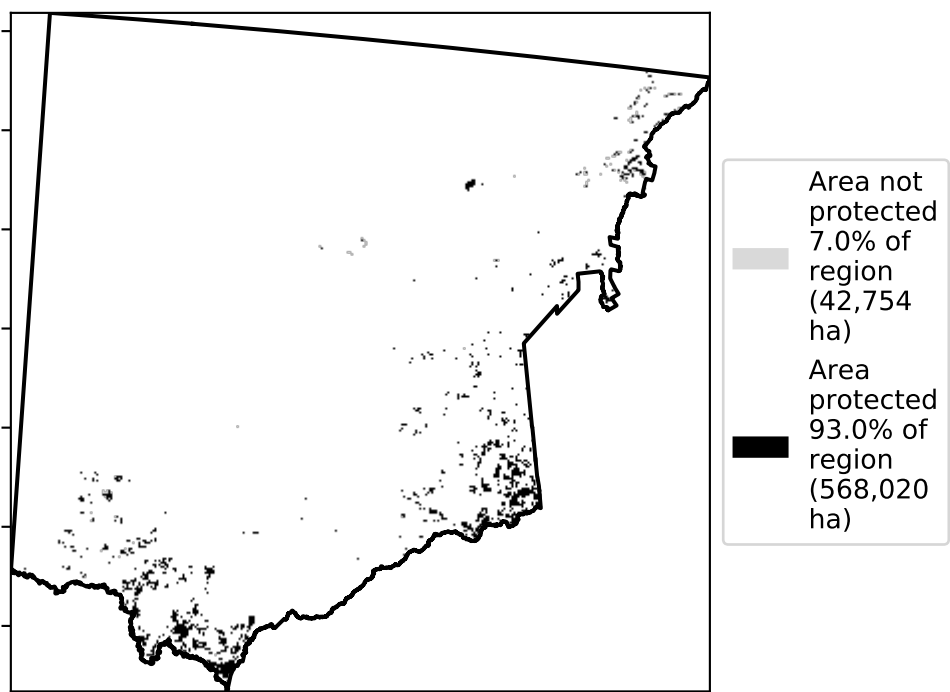 Area not
protected
7.0% of
region
(42,754
ha)
Area
protected
93.0% of
region
(568,020
ha)